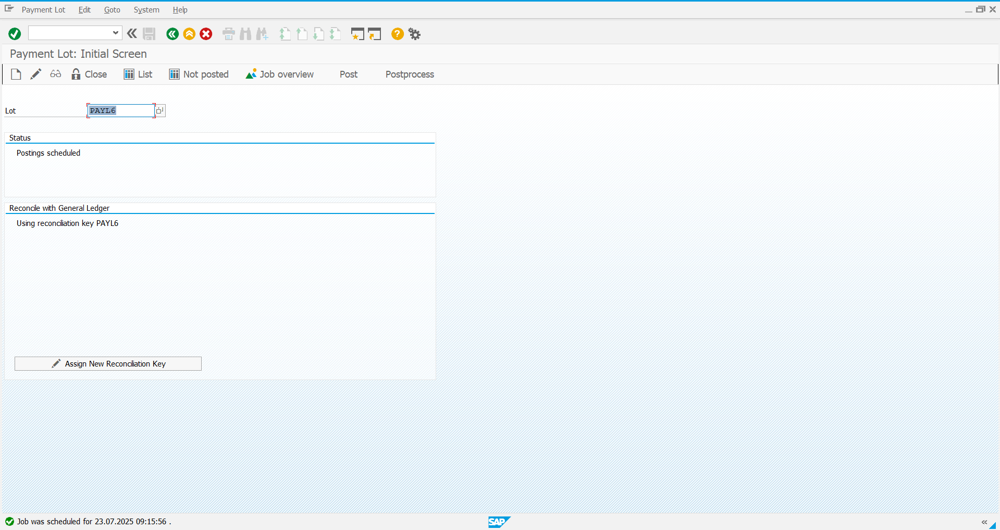 Payment Lot Edit Goto System Help
Payment Lot: Initial Screen
Close List Not posted Job overview Post Postprocess
Lot PAYL6
Status
Postings scheduled
Reconcile with General Ledger
Using reconciliation key PAYL6
Assign New Reconciliation Key
Job was scheduled for 23.07.2025 09:15:56 .
SAP